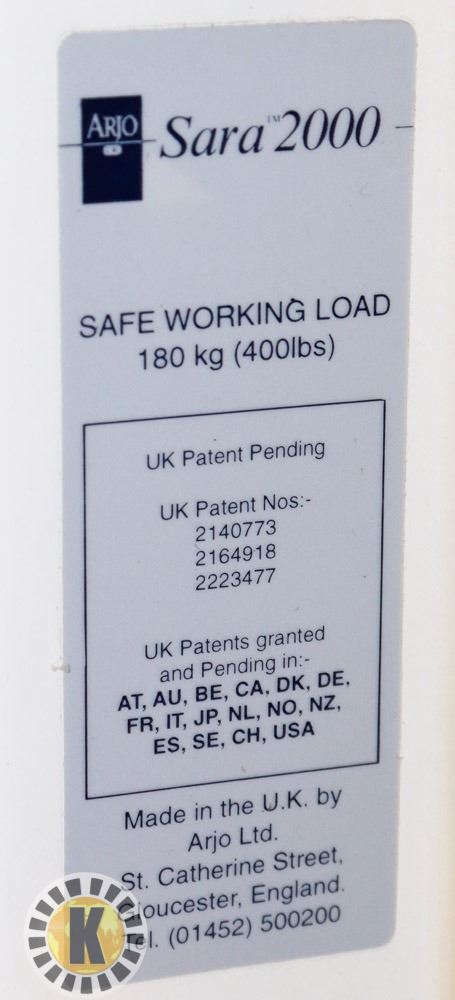 ARJO
Sara™2000
SAFE WORKING LOAD
180 kg (400lbs)
UK Patent Pending
UK Patent Nos:-
2140773
2164918
2223477
UK Patents granted
and Pending in:-
AT, AU, BE, CA, DK, DE,
FR, IT, JP, NL, NO, NZ,
ES, SE, CH, USA
Made in the U.K. by
Arjo Ltd.
St. Catherine Street,
Gloucester, England.
Tel. (01452) 500200
K